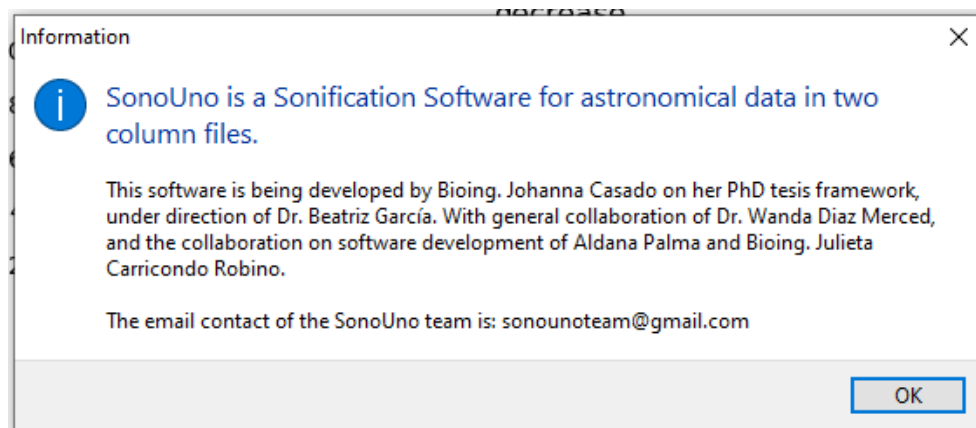 decrease
Information
SonoUno is a Sonification Software for astronomical data in two
column files.
This software is being developed by Bioing. Johanna Casado on her PhD tesis framework,
under direction of Dr. Beatriz García. With general collaboration of Dr. Wanda Diaz Merced,
and the collaboration on software development of Aldana Palma and Bioing. Julieta
Carricondo Robino.
The email contact of the SonoUno team is: sonounoteam@gmail.com
OK